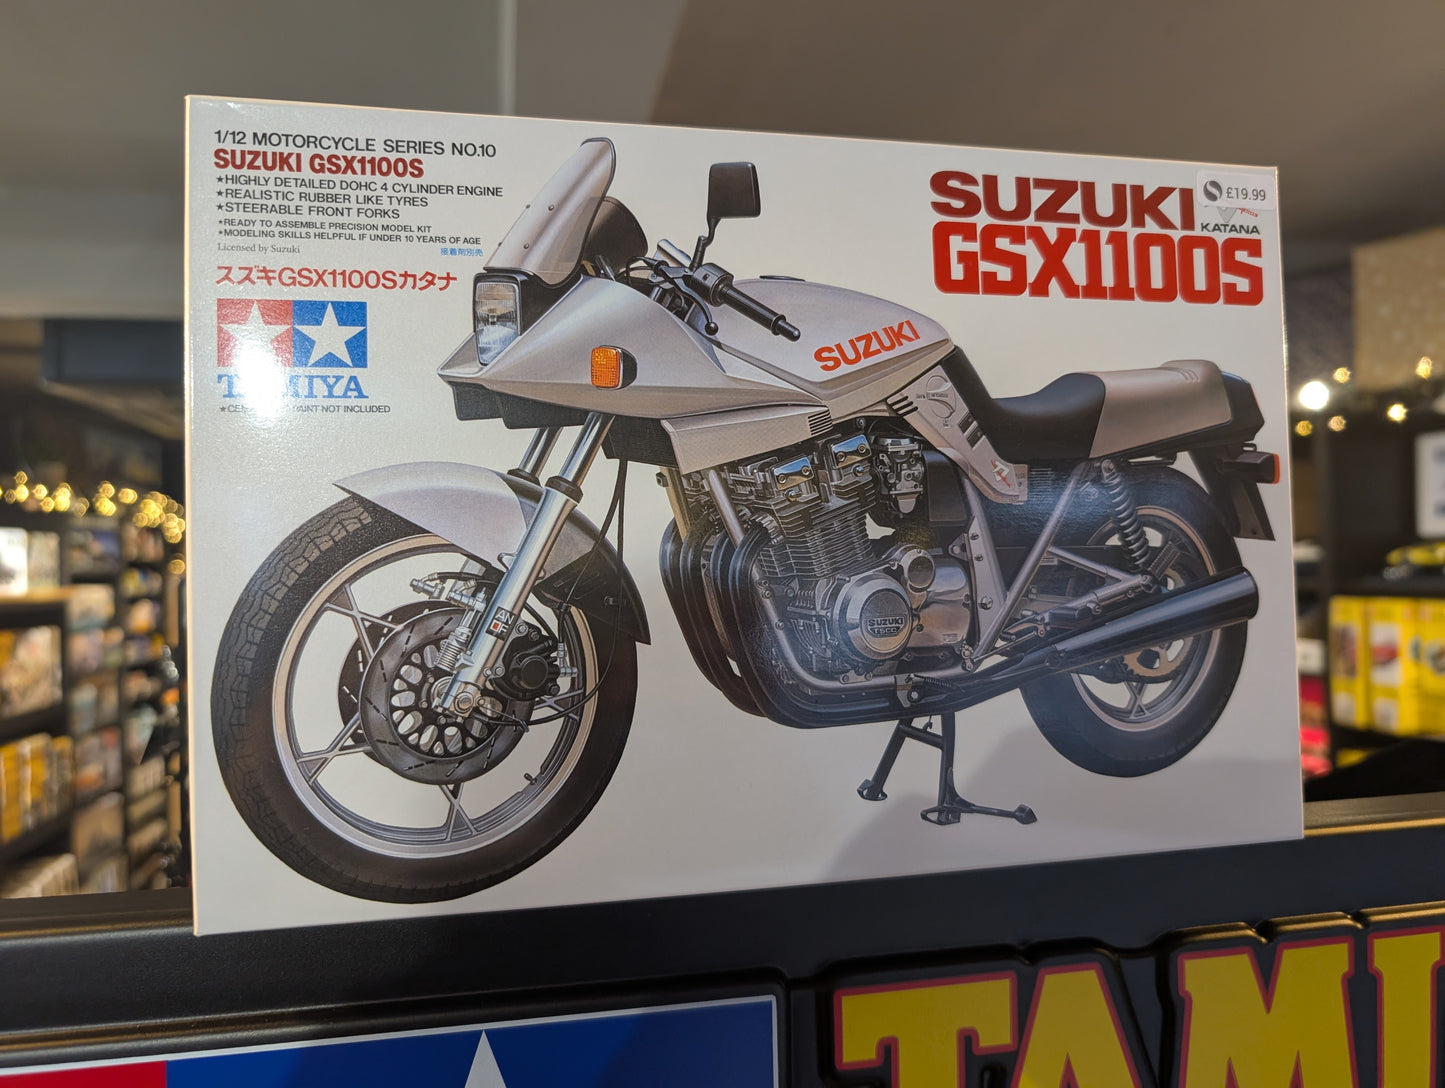 1/12 MOTORCYCLE SERIES NO.10
SUZUKI GSX1100S
★HIGHLY DETAILED DOHC 4 CYLINDER ENGINE
★REALISTIC RUBBER LIKE TYRES
★STEERABLE FRONT FORKS
★READY TO ASSEMBLE PRECISION MODEL KIT
★MODELING SKILLS HELPFUL IF UNDER 10 YEARS OF AGE
Licensed by Suzuki
接着剤別売
スズキGSX1100Sカタナ
TAMIYA
PAINT NOT INCLUDED
£19.99
SUZUKI
KATANA
GSX1100S
SUZUKI
SUZUKI
TSCC
TAMI